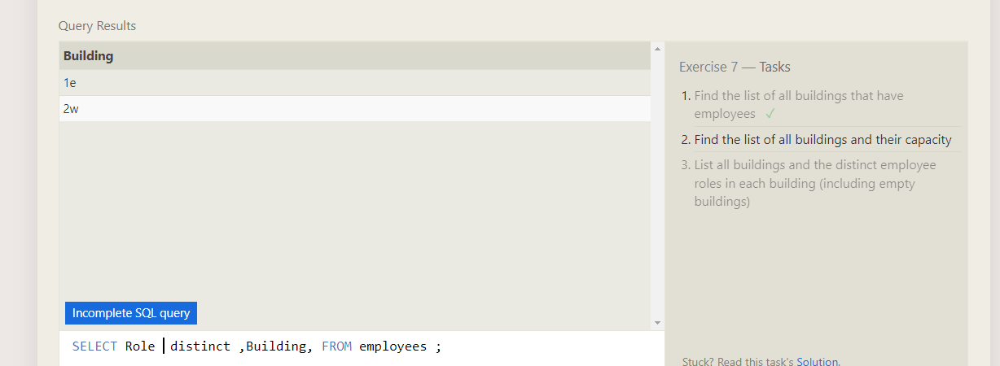 Query Results
Building
1e
2w
Incomplete SQL query
SELECT Role distinct ,Building, FROM employees ;
Exercise 7 — Tasks
1. Find the list of all buildings that have
employees ✓
2. Find the list of all buildings and their capacity
3. List all buildings and the distinct employee
roles in each building (including empty
buildings)
Stuck? Read this task's Solution.